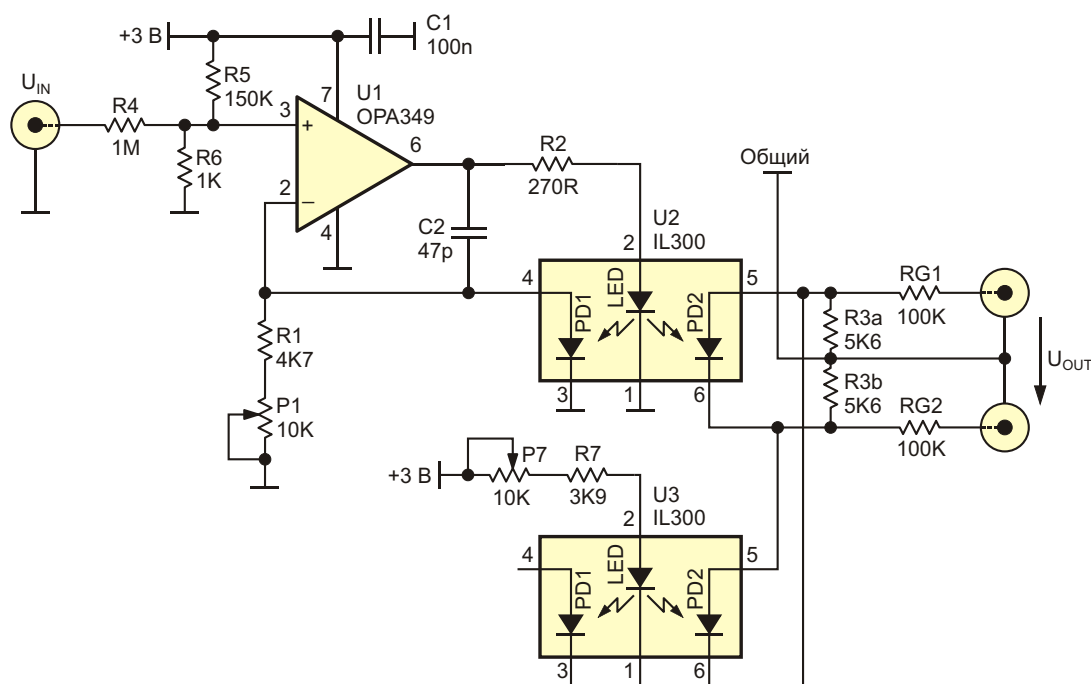 C1
+3 В
100n
U_IN
R5
150K
7
U1
OPA349
R4
1M
3
+
6
R2
270R
Общий
R6
1K
2
–
4
C2
47p
U2
IL300
2
4
LED
PD1
PD2
5
RG1
100K
R3a
5K6
U_OUT
R1
4K7
R3b
5K6
3
1
6
RG2
100K
P1
10K
+3 В
P7
10K
R7
3K9
U3
IL300
2
4
LED
PD1
PD2
5
3
1
6